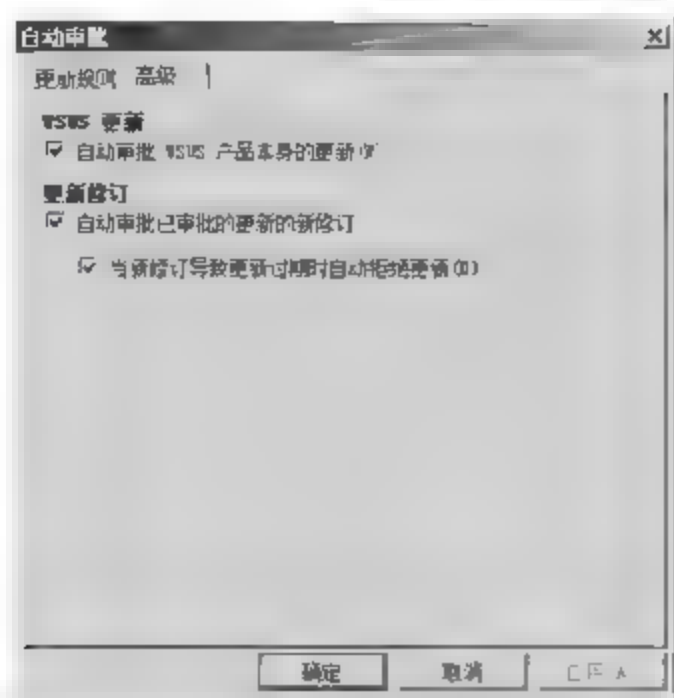 自动审批
更新规则 高级
WSUS 更新
自动审批 WSUS 产品本身的更新(W)
更新修订
自动审批已审批的更新的新修订
当新修订导致更新过期时自动拒绝更新(D)
确定 取消